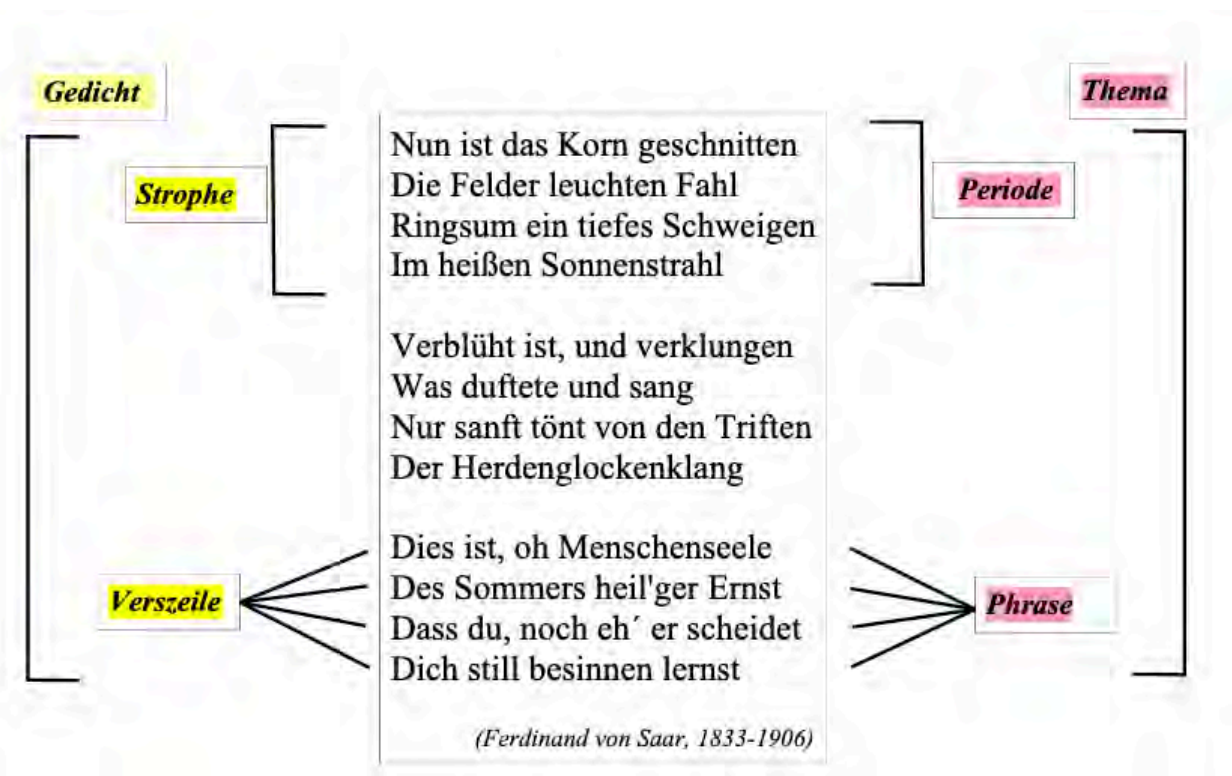 Gedicht
Thema
Strophe
Periode
Nun ist das Korn geschnitten
Die Felder leuchten Fahl
Ringsum ein tiefes Schweigen
Im heißen Sonnenstrahl
Verblüht ist, und verklungen
Was duftete und sang
Nur sanft tönt von den Triften
Der Herdenglockenklang
Verszeile
Phrase
Dies ist, oh Menschenseele
Des Sommers heil'ger Ernst
Dass du, noch eh´ er scheidet
Dich still besinnen lernst
(Ferdinand von Saar, 1833-1906)